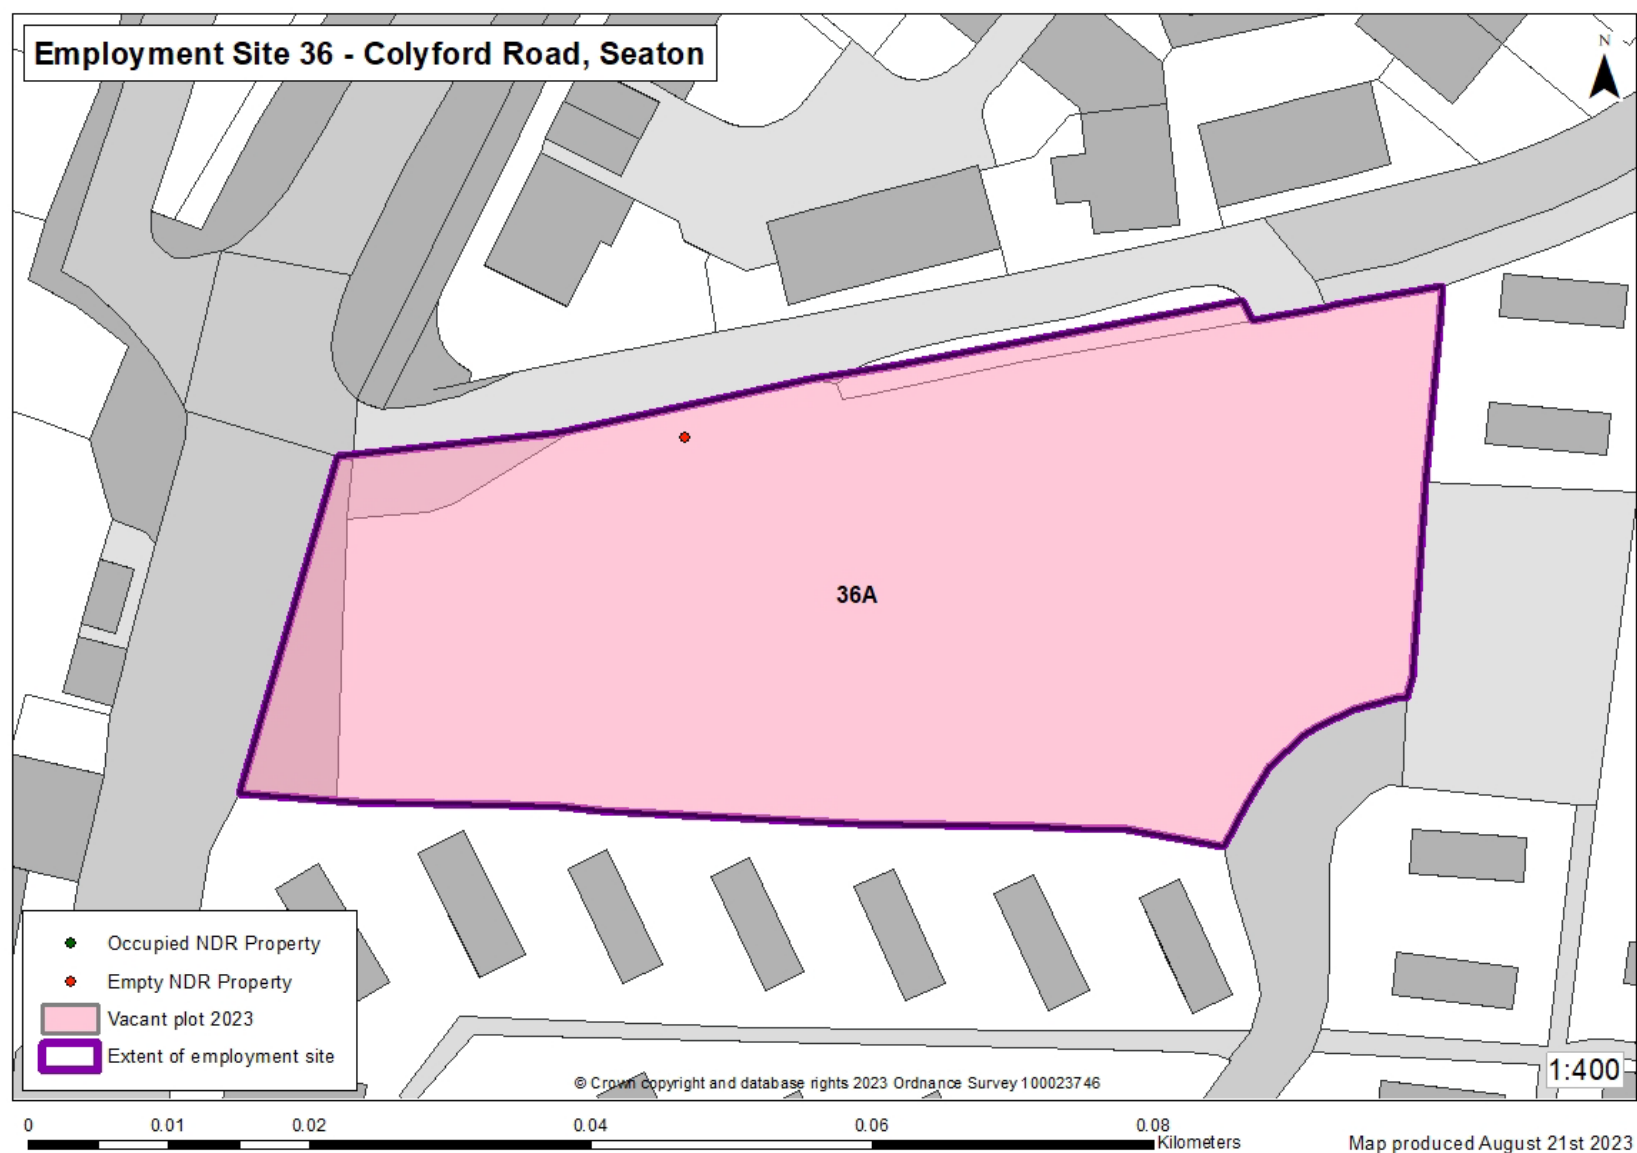 Employment Site 36 - Colyford Road, Seaton
N
36A
Occupied NDR Property
Empty NDR Property
Vacant plot 2023
Extent of employment site
© Crown copyright and database rights 2023 Ordnance Survey 100023746
1:400
0 0.01 0.02 0.04 0.06 0.08
Kilometers
Map produced August 21st 2023